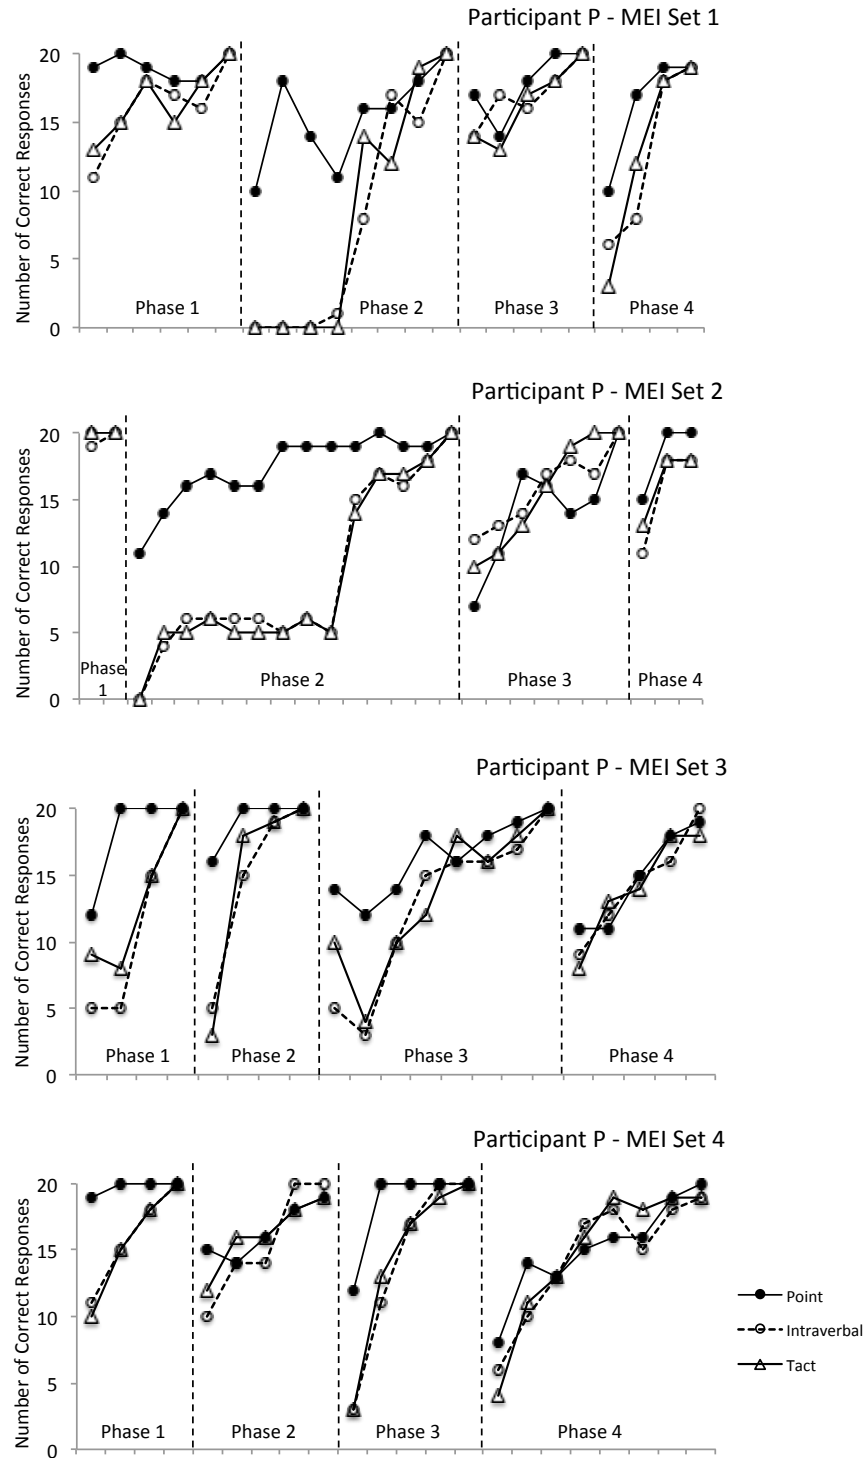 Participant P - MEI Set 1
Number of Correct Responses
20
15
10
5
0
Phase 1
Phase 2
Phase 3
Phase 4
Participant P - MEI Set 2
Number of Correct Responses
20
15
10
5
0
Phase
1
Phase 2
Phase 3
Phase 4
Participant P - MEI Set 3
Number of Correct Responses
20
15
10
5
0
Phase 1
Phase 2
Phase 3
Phase 4
Participant P - MEI Set 4
Number of Correct Responses
20
15
10
5
0
Phase 1
Phase 2
Phase 3
Phase 4
Point
Intraverbal
Tact